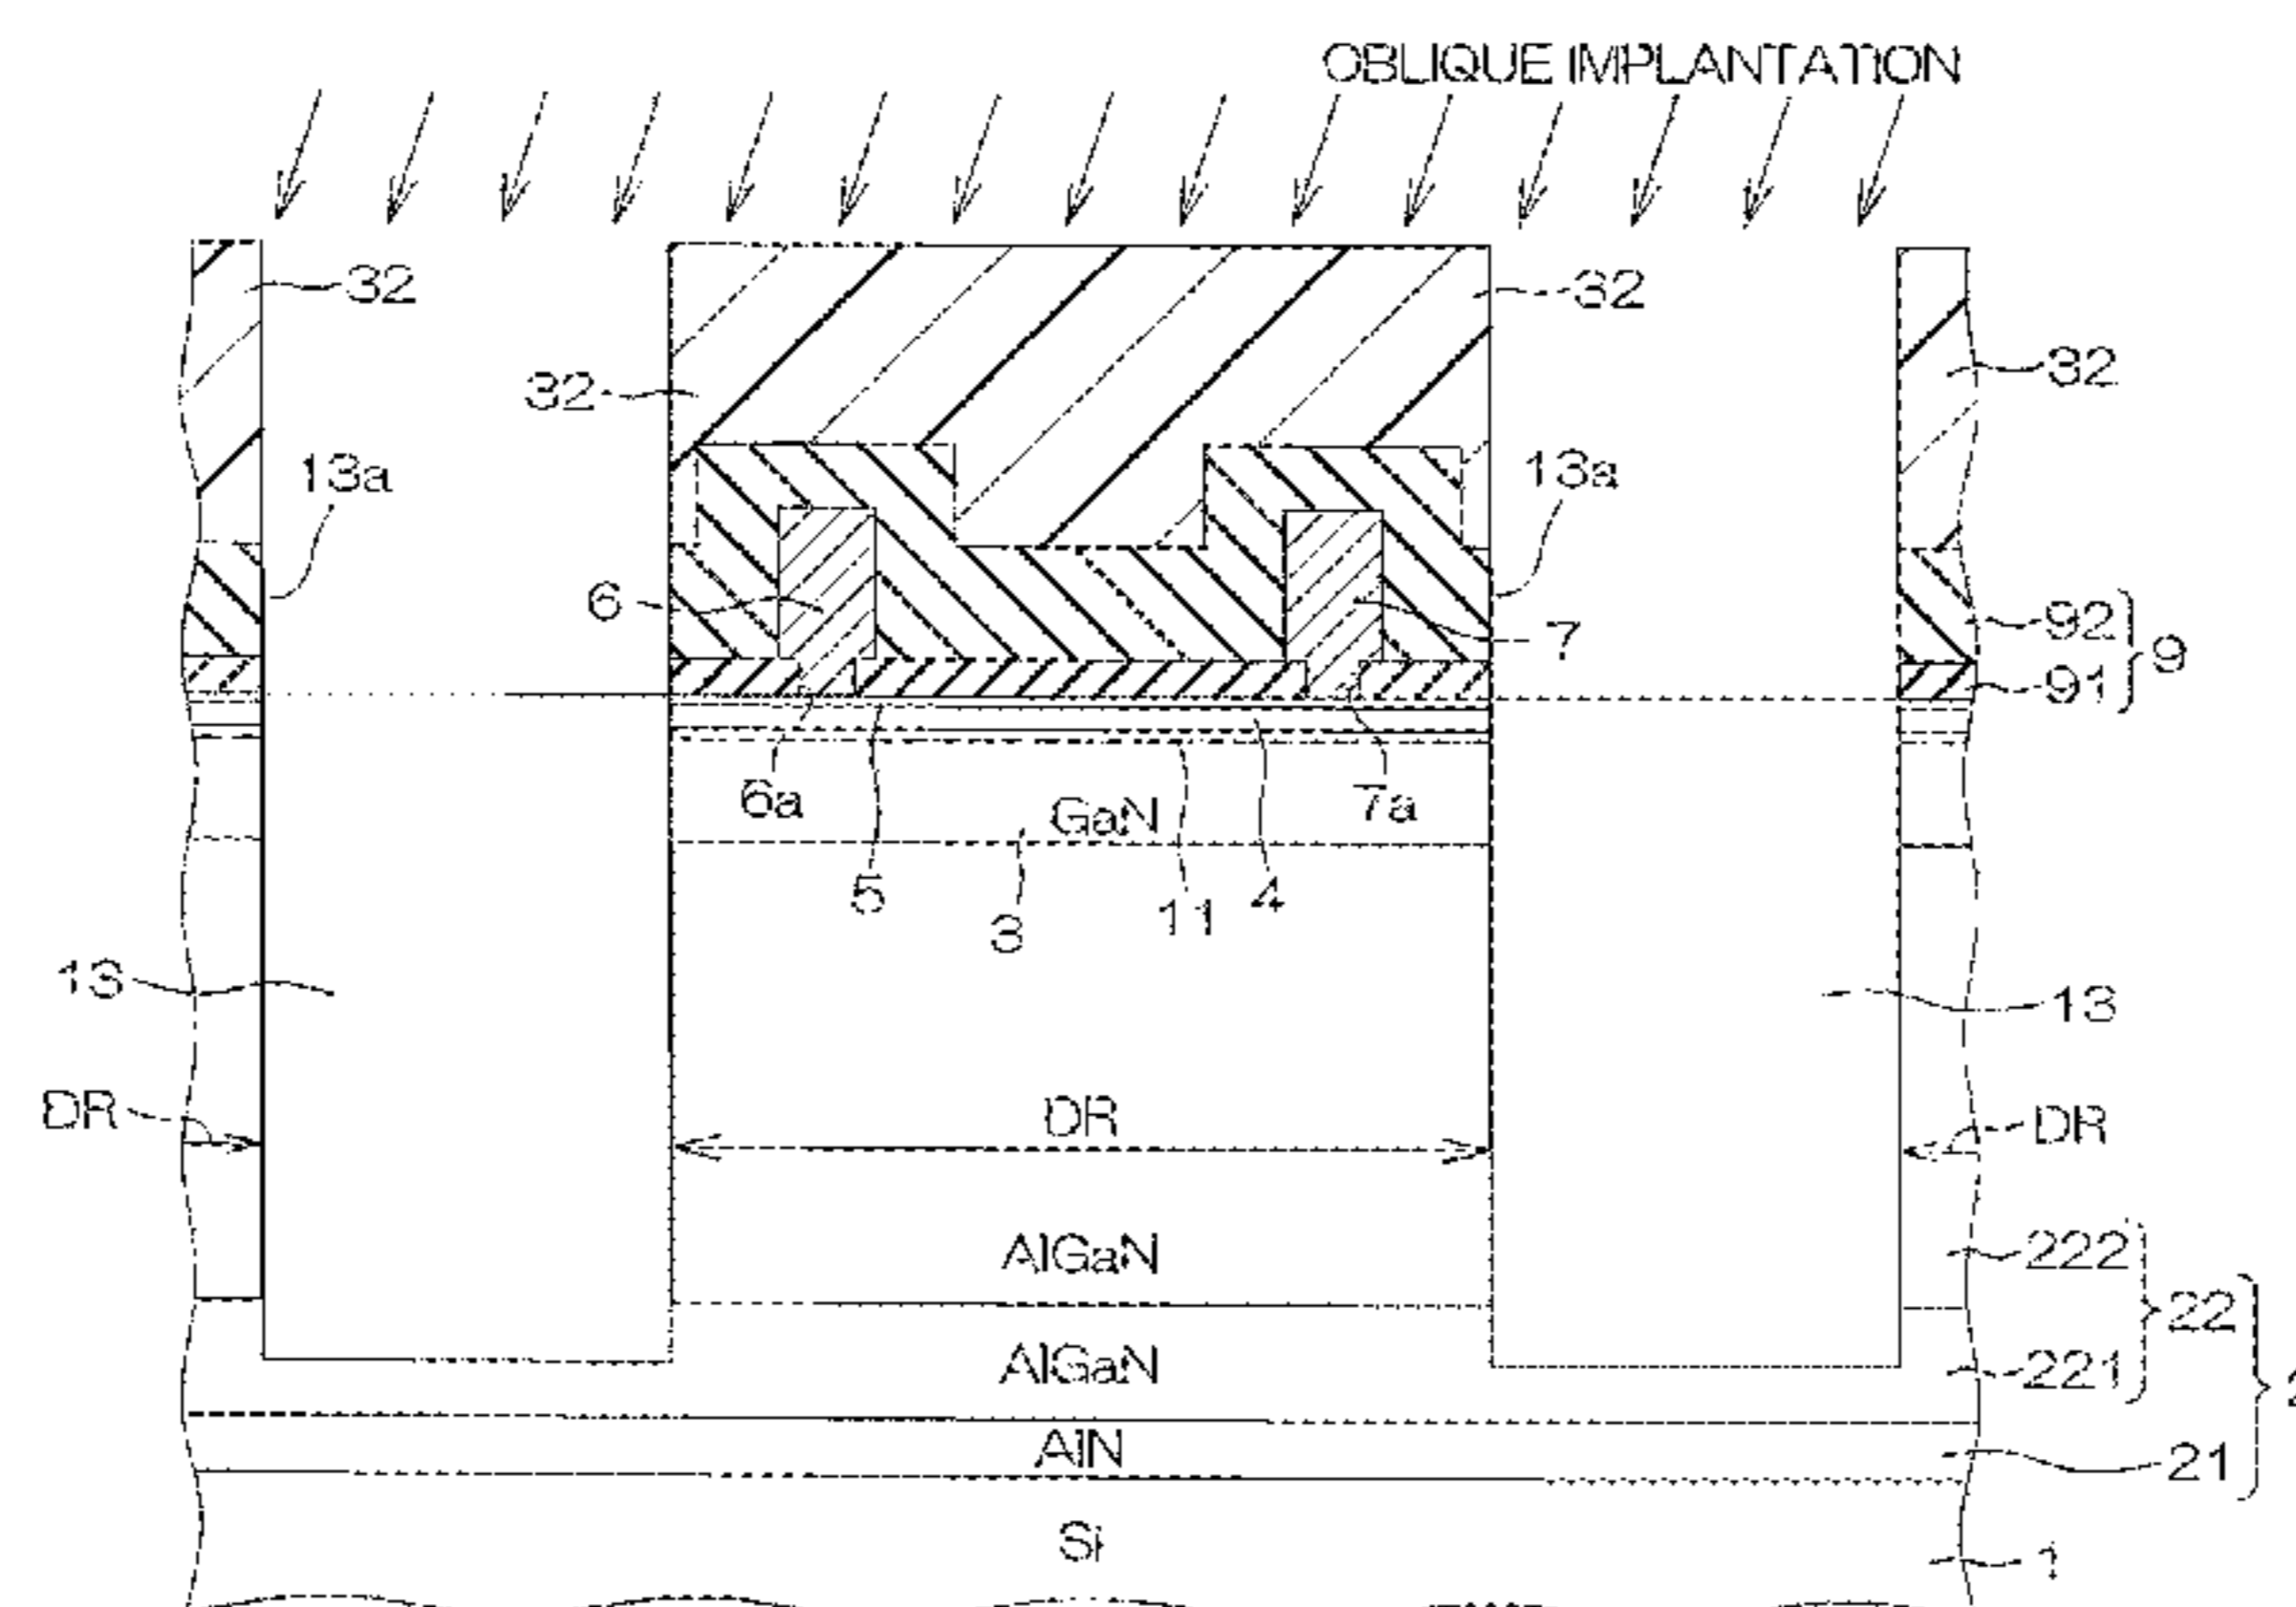 OBLIQUE IMPLANTATION
32
32
32
32
13a
13a
6
7
92
9
91
6a
7a
GaN
5
11
4
3
13
13
DR
DR
DR
AlGaN
222
22
AlGaN
221
AlN
21
Si
1